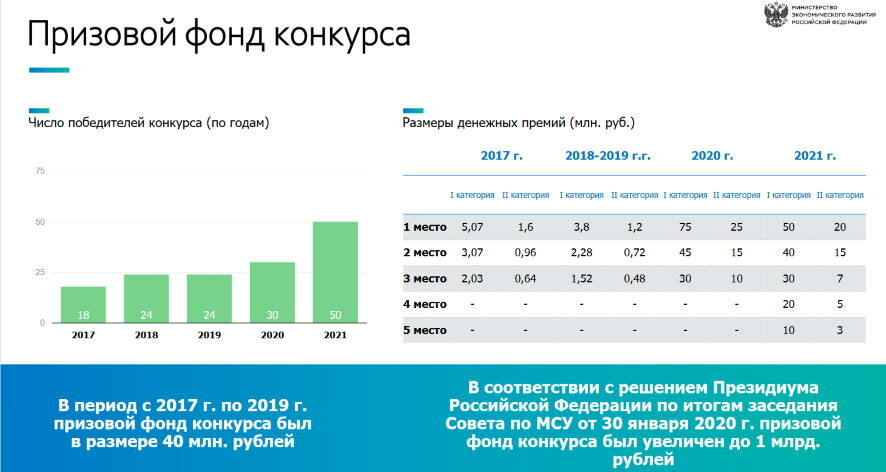 МИНИСТЕРСТВО
ЭКОНОМИЧЕСКОГО РАЗВИТИЯ
РОССИЙСКОЙ ФЕДЕРАЦИИ
Призовой фонд конкурса
Число победителей конкурса (по годам)
75
50
25
0
18 24 24 30 50
2017 2018 2019 2020 2021
Размеры денежных премий (млн. руб.)
2017 г. 2018-2019 г.г. 2020 г. 2021 г.
I категория II категория I категория II категория I категория II категория I категория II категория
1 место 5,07 1,6 3,8 1,2 75 25 50 20
2 место 3,07 0,96 2,28 0,72 45 15 40 15
3 место 2,03 0,64 1,52 0,48 30 10 30 7
4 место - - - - - - 20 5
5 место - - - - - - 10 3
В период с 2017 г. по 2019 г.
призовой фонд конкурса был
в размере 40 млн. рублей
В соответствии с решением Президиума
Российской Федерации по итогам заседания
Совета по МСУ от 30 января 2020 г. призовой
фонд конкурса был увеличен до 1 млрд.
рублей